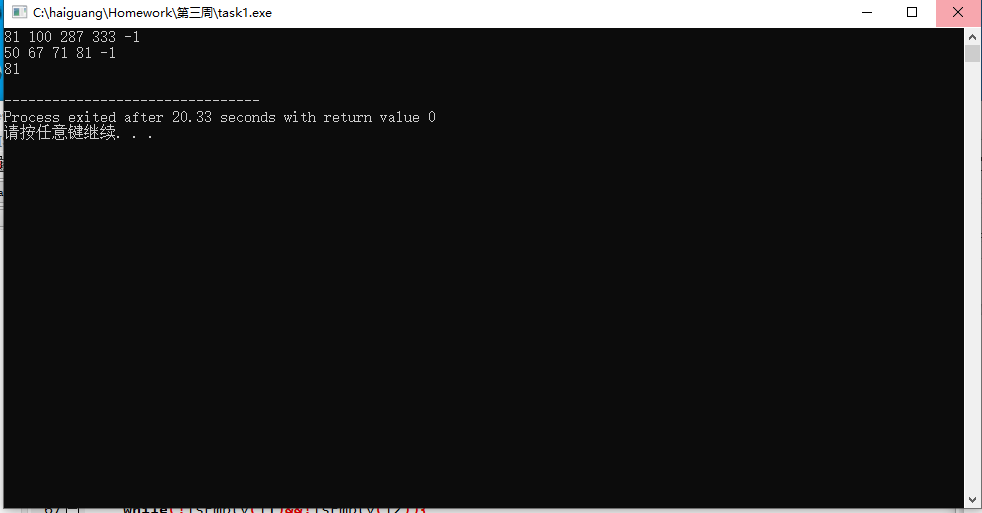 C:\haiguang\Homework\第三周\task1.exe
81 100 287 333 -1
50 67 71 81 -1
81
--------------------------------
Process exited after 20.33 seconds with return value 0
请按任意键继续. . .